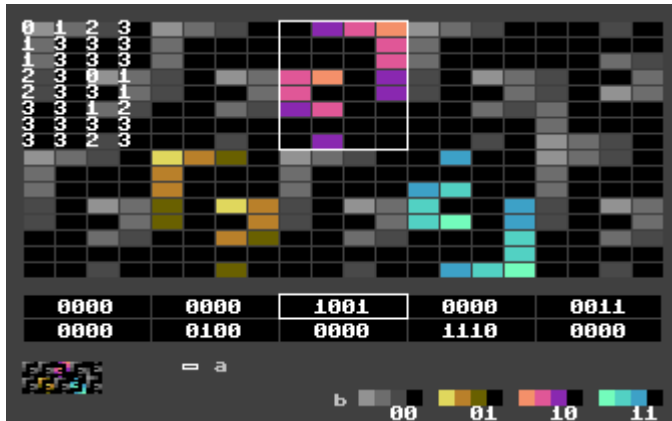 0 1 2 3
1 3 3 3
1 3 3 3
2 3 0 1
2 3 3 1
3 3 1 2
3 3 3 3
3 3 2 3
0000 0000 1001 0000 0011
0000 0100 0000 1110 0000
a
b 00 01 10 11